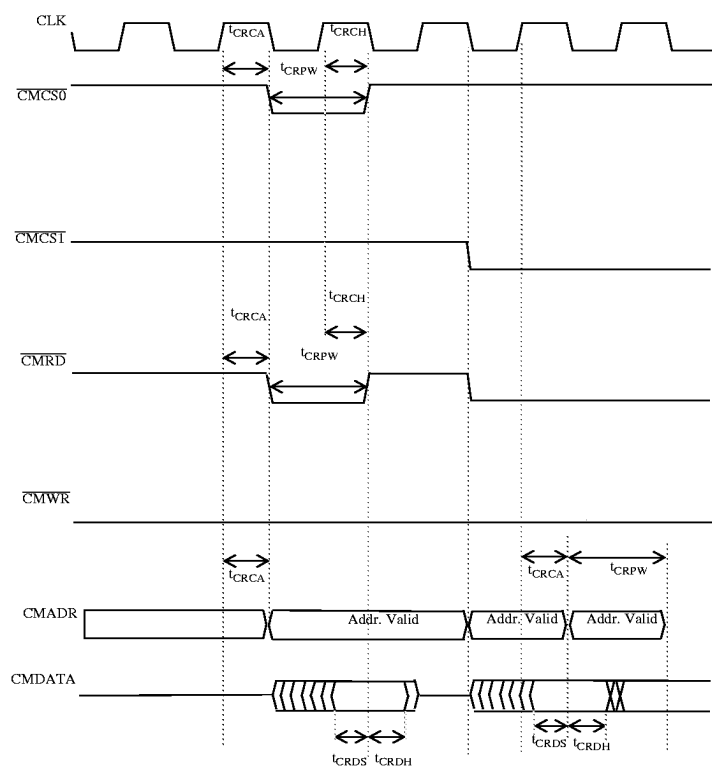 CLK
tCRCA
tCRCH
tCRPW
CMCS0
CMCS1
tCRCH
tCRCA
tCRPW
CMRD
CMWR
tCRCA
tCRCA
tCRPW
CMADR
Addr. Valid
Addr. Valid
Addr. Valid
CMDATA
tCRDS
tCRDH
tCRDS
tCRDH